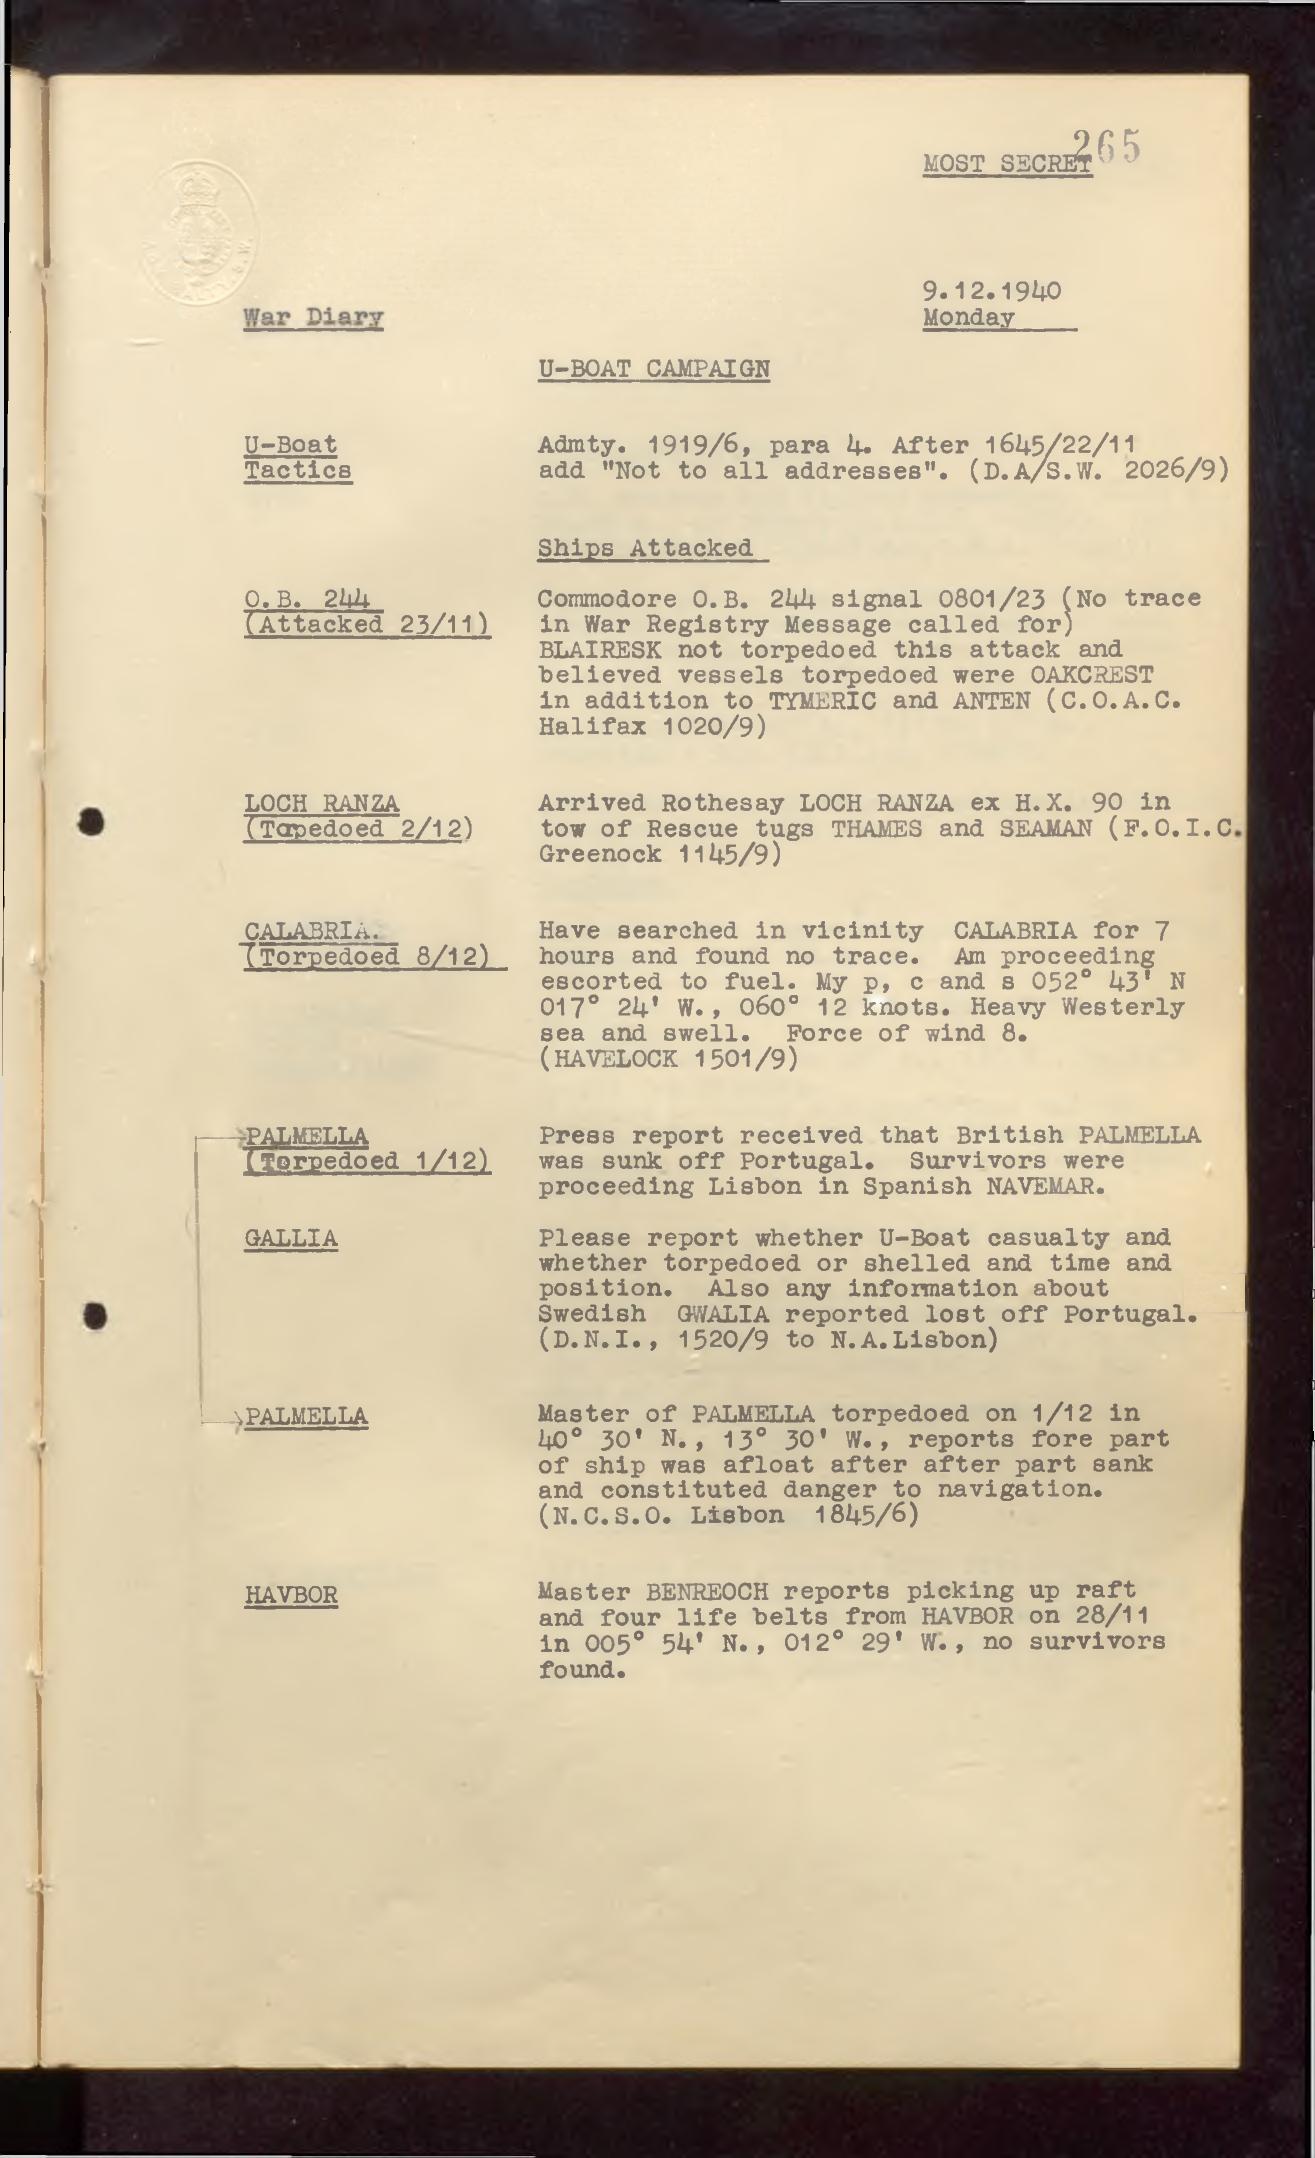 265
MOST SECRET
9.12.1940
War Diary Monday
U-BOAT CAMPAIGN
U-Boat Admty. 1919/6, para 4. After 1645/22/11
Tactics add "Not to all addresses". (D.A/S.W. 2026/9)
Ships Attacked
O.B. 244 Commodore O.B. 244 signal 0801/23 (No trace
(Attacked 23/11) in War Registry Message called for)
BLAIRESK not torpedoed this attack and
believed vessels torpedoed were OAKCREST
in addition to TYMERIC and ANTEN (C.O.A.C.
Halifax 1020/9)
LOCH RANZA Arrived Rothesay LOCH RANZA ex H.X. 90 in
(Topedoed 2/12) tow of Rescue tugs THAMES and SEAMAN (F.O.I.C.
Greenock 1145/9)
CALABRIA. Have searched in vicinity CALABRIA for 7
(Torpedoed 8/12) hours and found no trace. Am proceeding
escorted to fuel. My p, c and s 052° 43' N
017° 24' W., 060° 12 knots. Heavy Westerly
sea and swell. Force of wind 8.
(HAVELOCK 1501/9)
PALMELLA Press report received that British PALMELLA
(Torpedoed 1/12) was sunk off Portugal. Survivors were
proceeding Lisbon in Spanish NAVEMAR.
GALLIA Please report whether U-Boat casualty and
whether torpedoed or shelled and time and
position. Also any information about
Swedish GWALIA reported lost off Portugal.
(D.N.I., 1520/9 to N.A.Lisbon)
PALMELLA Master of PALMELLA torpedoed on 1/12 in
40° 30' N., 13° 30' W., reports fore part
of ship was afloat after after part sank
and constituted danger to navigation.
(N.C.S.O. Lisbon 1845/6)
HAVBOR Master BENREOCH reports picking up raft
and four life belts from HAVBOR on 28/11
in 005° 54' N., 012° 29' W., no survivors
found.